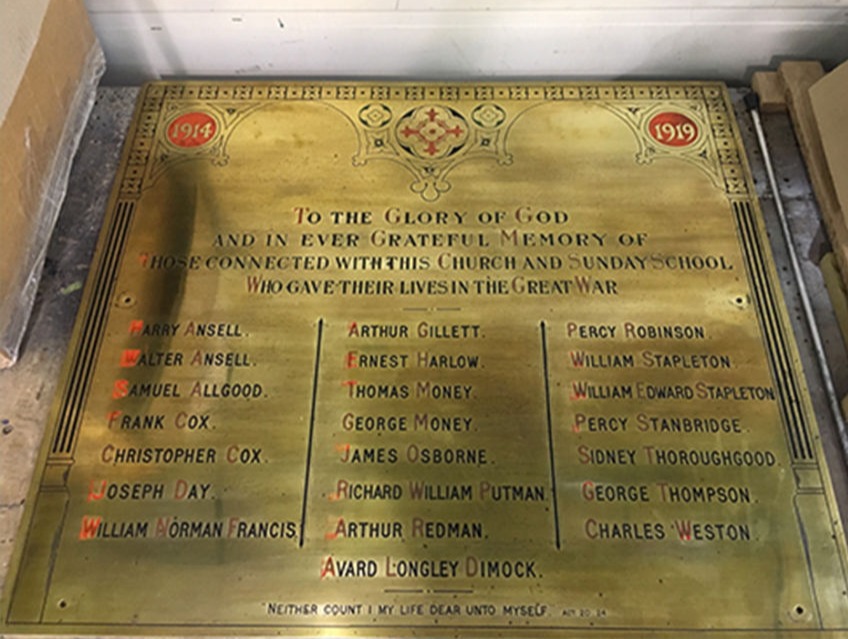 1914
1919
TO THE GLORY OF GOD
AND IN EVER GRATEFUL MEMORY OF
THOSE CONNECTED WITH THIS CHURCH AND SUNDAY SCHOOL
WHO GAVE THEIR LIVES IN THE GREAT WAR
HARRY ANSELL.
WALTER ANSELL.
SAMUEL ALLGOOD.
FRANK COX.
CHRISTOPHER COX.
JOSEPH DAY.
WILLIAM NORMAN FRANCIS
ARTHUR GILLETT.
ERNEST HARLOW.
THOMAS MONEY.
GEORGE MONEY.
JAMES OSBORNE.
RICHARD WILLIAM PUTMAN.
ARTHUR REDMAN.
PERCY ROBINSON.
WILLIAM STAPLETON.
WILLIAM EDWARD STAPLETON
PERCY STANBRIDGE.
SIDNEY THOROUGHGOOD.
GEORGE THOMPSON.
CHARLES WESTON.
AVARD LONGLEY DIMOCK.
"NEITHER COUNT I MY LIFE DEAR UNTO MYSELF." ACT 20. 24